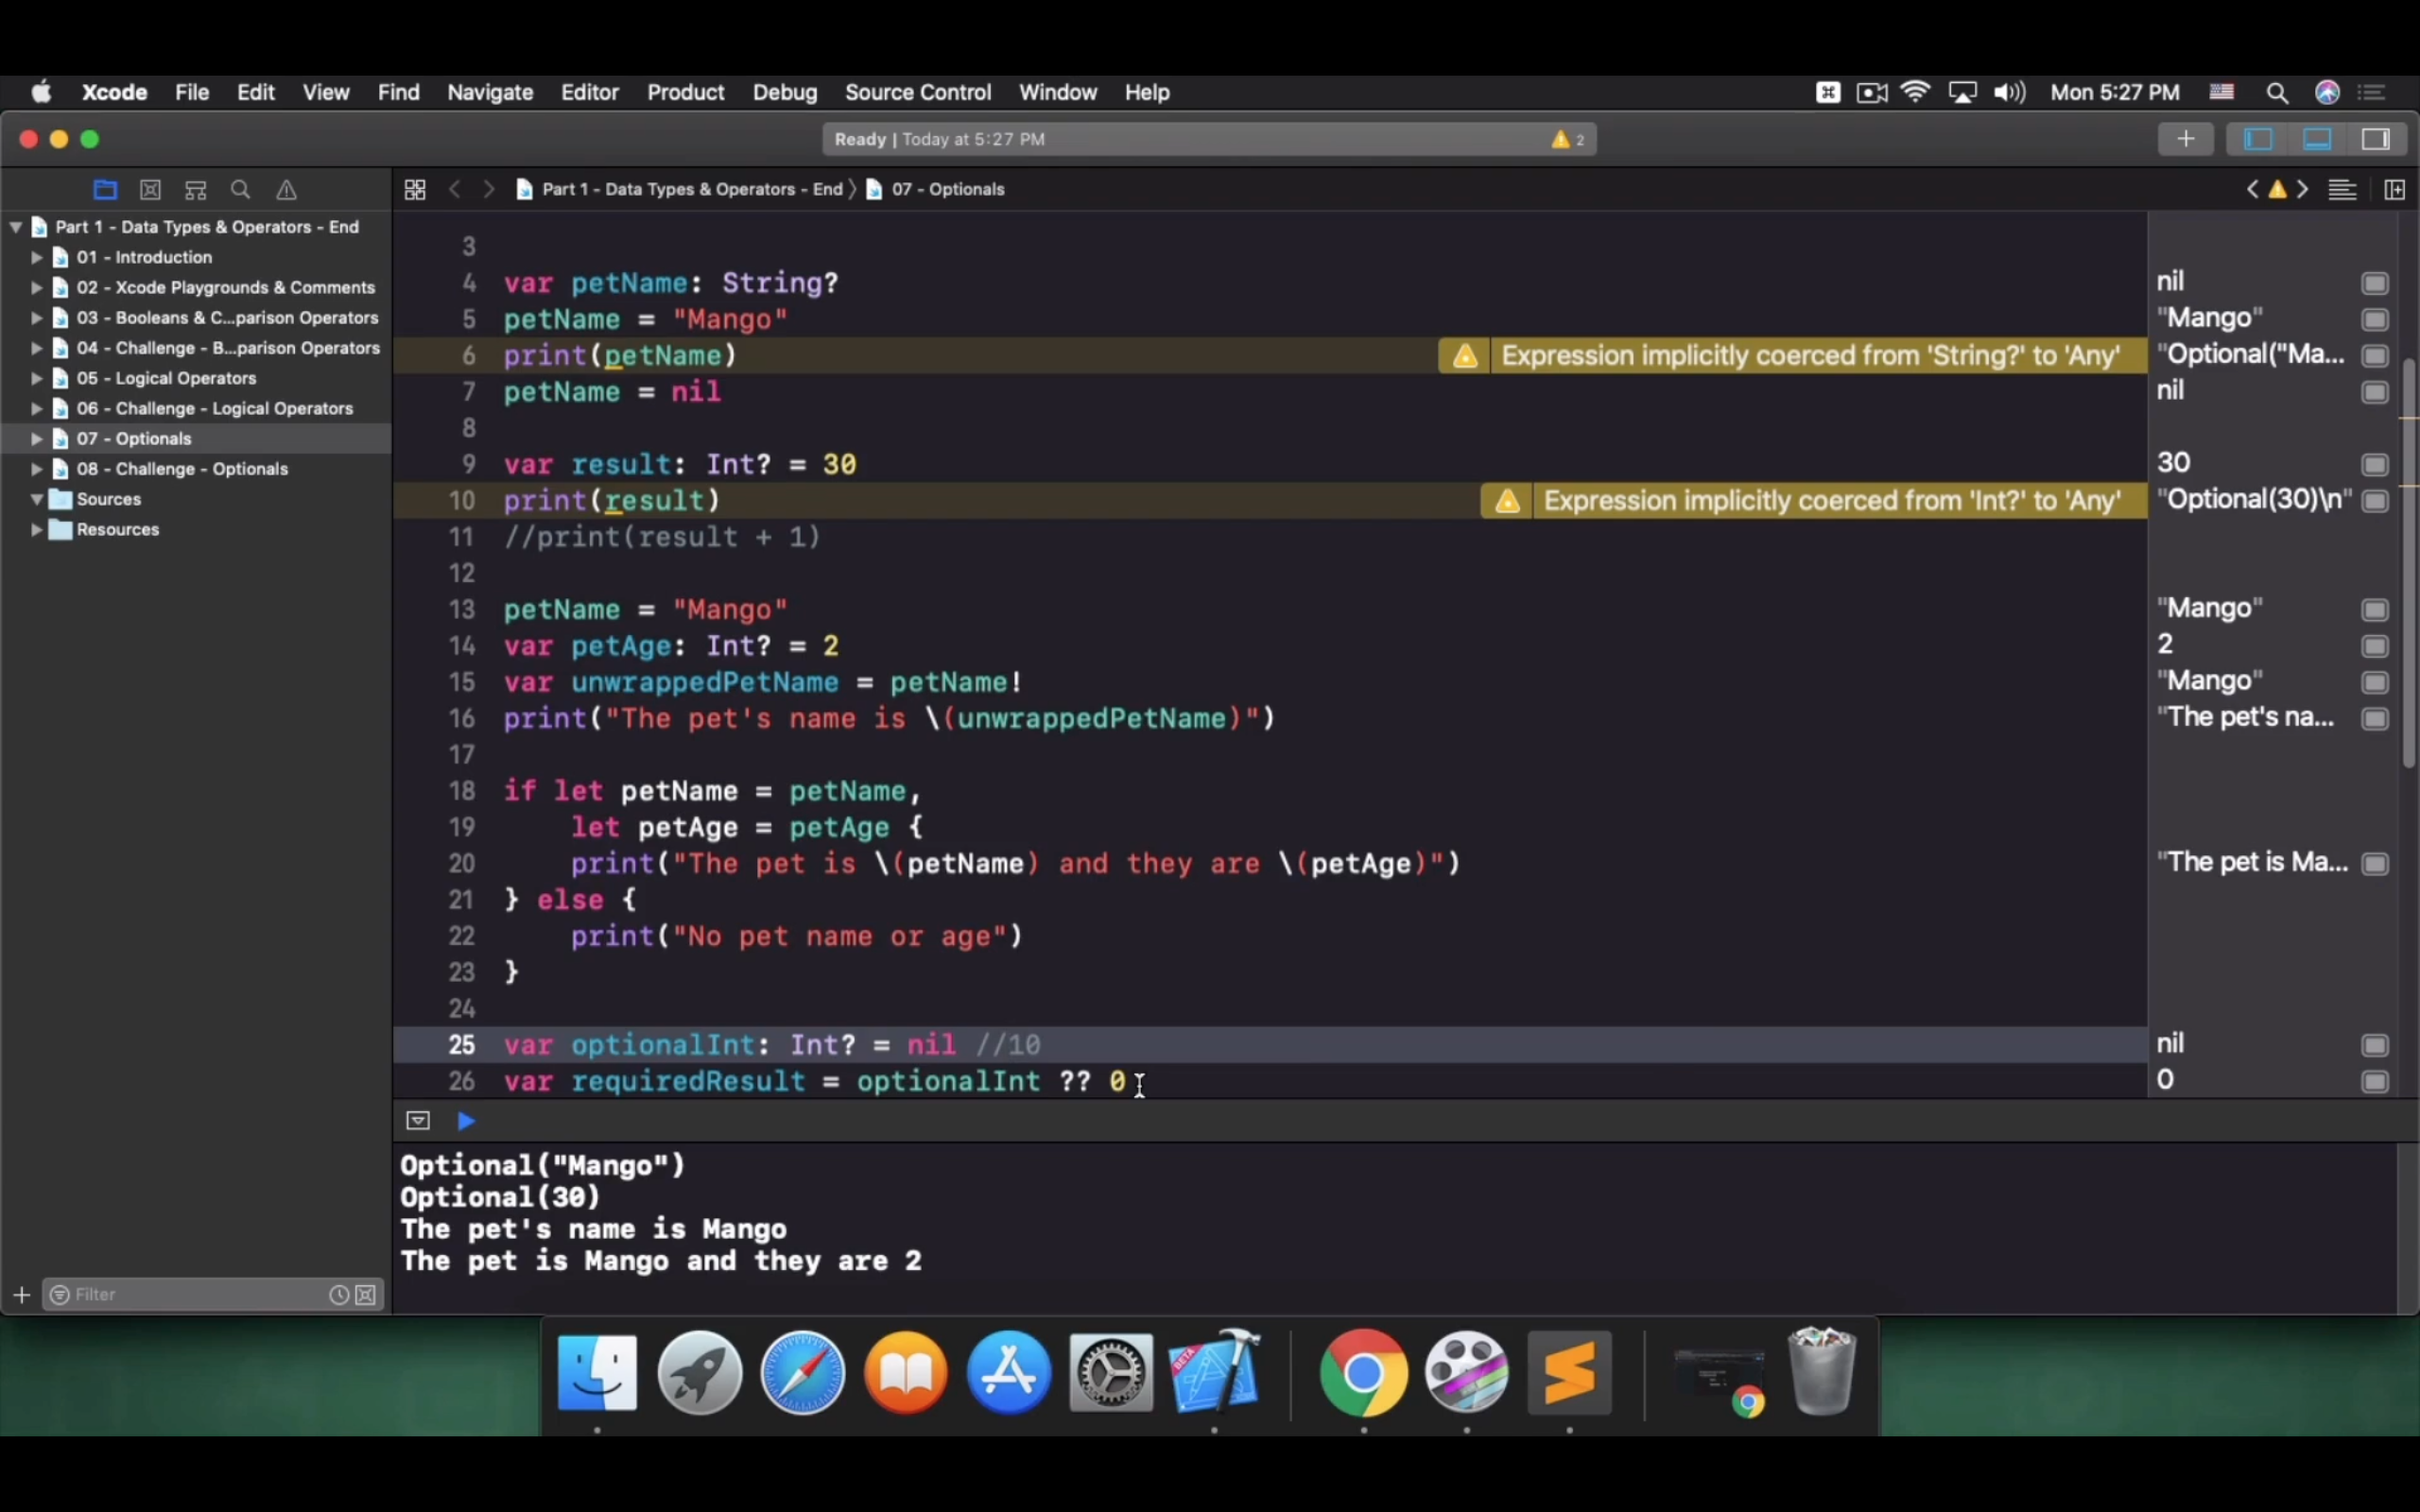 Xcode File Edit View Find Navigate Editor Product Debug Source Control Window Help Mon 5:27 PM
Ready | Today at 5:27 PM 2
Part 1 - Data Types & Operators - End 07 - Optionals
Part 1 - Data Types & Operators - End
01 - Introduction
02 - Xcode Playgrounds & Comments
03 - Booleans & C...parison Operators
04 - Challenge - B...parison Operators
05 - Logical Operators
06 - Challenge - Logical Operators
07 - Optionals
08 - Challenge - Optionals
Sources
Resources
Filter
3
4 var petName: String? nil
5 petName = "Mango" "Mango"
6 print(petName) Expression implicitly coerced from 'String?' to 'Any' "Optional("Ma...
7 petName = nil nil
8
9 var result: Int? = 30 30
10 print(result) Expression implicitly coerced from 'Int?' to 'Any' "Optional(30)\n"
11 //print(result + 1)
12
13 petName = "Mango" "Mango"
14 var petAge: Int? = 2 2
15 var unwrappedPetName = petName! "Mango"
16 print("The pet's name is \(unwrappedPetName)") "The pet's na...
17
18 if let petName = petName,
19 let petAge = petAge {
20 print("The pet is \(petName) and they are \(petAge)") "The pet is Ma...
21 } else {
22 print("No pet name or age")
23 }
24
25 var optionalInt: Int? = nil //10 nil
26 var requiredResult = optionalInt ?? 0 0
Optional("Mango")
Optional(30)
The pet's name is Mango
The pet is Mango and they are 2
BETA